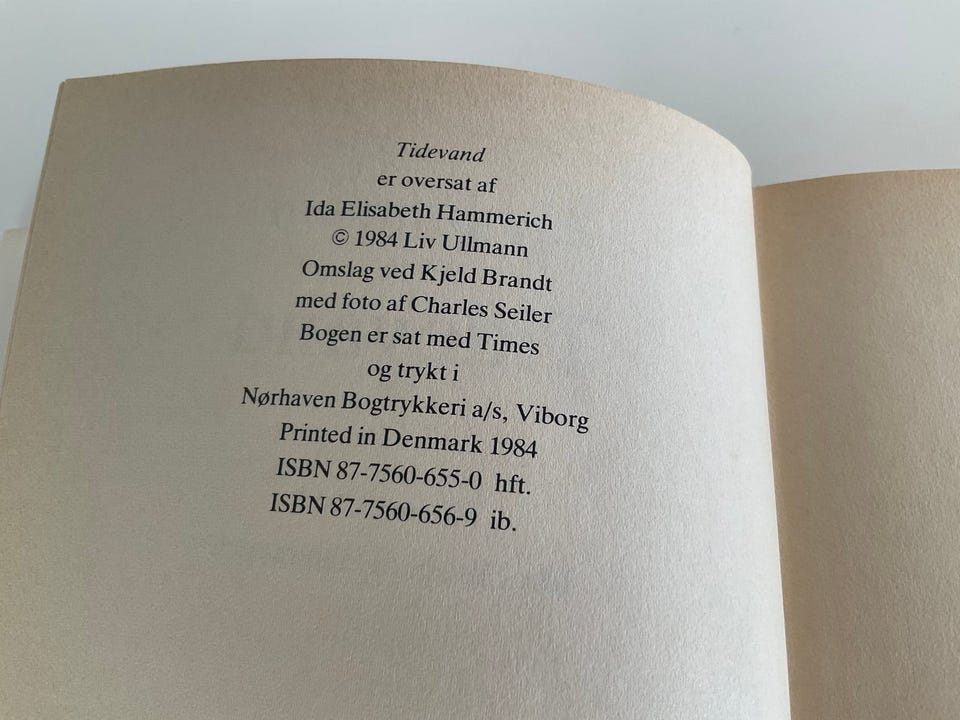 Tidevand
er oversat af
Ida Elisabeth Hammerich
© 1984 Liv Ullmann
Omslag ved Kjeld Brandt
med foto af Charles Seiler
Bogen er sat med Times
og trykt i
Nørhaven Bogtrykkeri a/s, Viborg
Printed in Denmark 1984
ISBN 87-7560-655-0 hft.
ISBN 87-7560-656-9 ib.